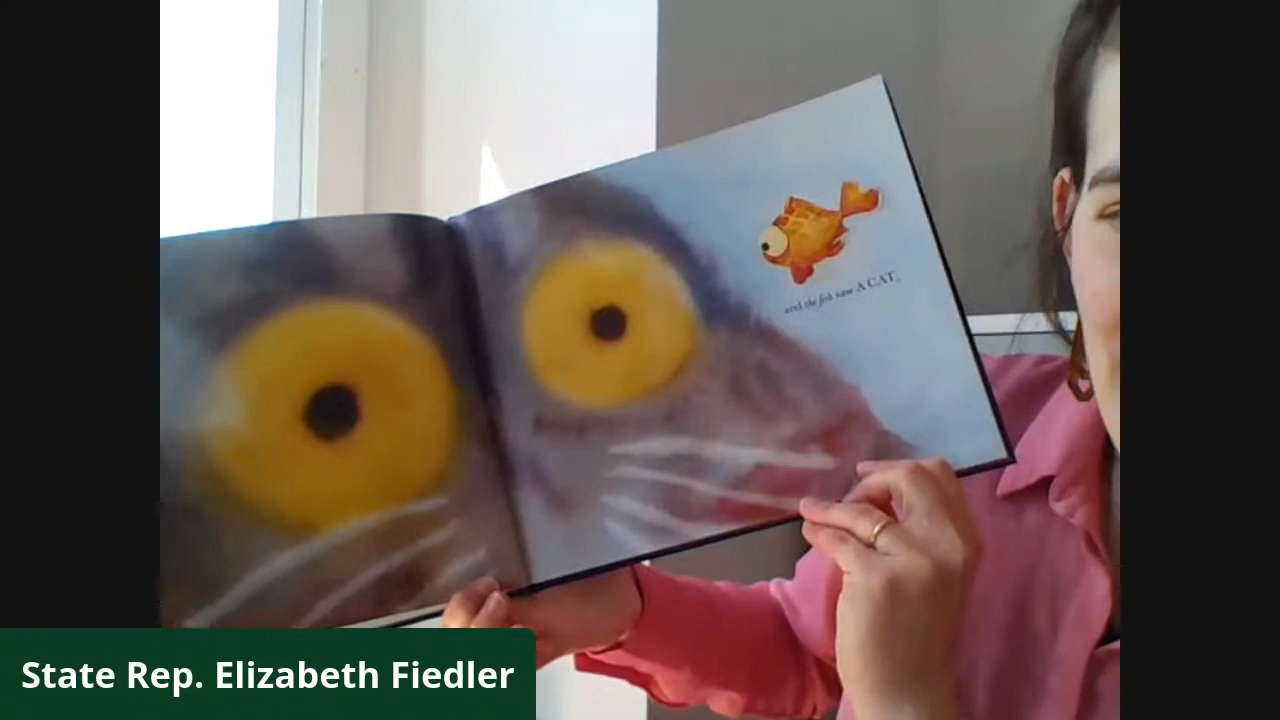 and the fish saw A CAT,
State Rep. Elizabeth Fiedler